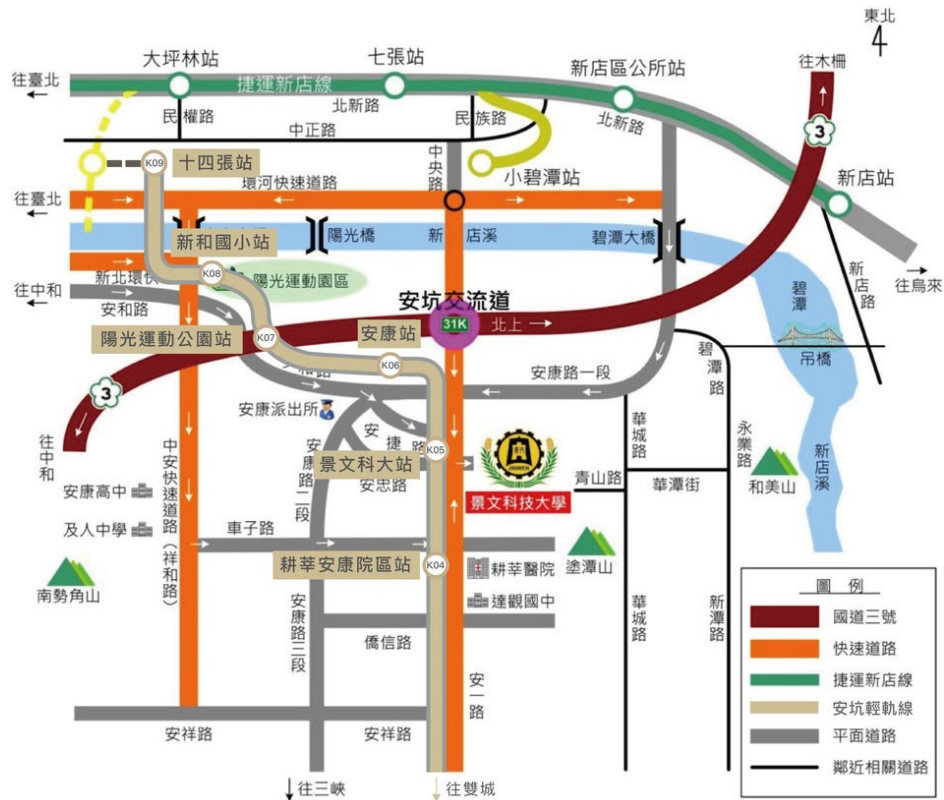 東北
4
往木柵
大坪林站
七張站
新店區公所站
往臺北
捷運新店線
北新路
北新路
3
民權路
中正路
民族路
中央路
K09
十四張站
小碧潭站
新店站
環河快速道路
往臺北
新和國小站
陽光橋
新店溪
碧潭大橋
新店路
往烏來
K08
陽光運動園區
新北環快
往中和
安和路
安坑交流道
31K
北上
碧潭
吊橋
陽光運動公園站
K07
安康站
K06
碧潭路
3
安康路一段
安康派出所
往中和
安康路二段
安捷路
K05
華城路
永業路
新店溪
景文科大站
安忠路
JINWEN
景文科技大學
青山路
華潭街
和美山
安康高中
及人中學
中安快速道路(祥和路)
車子路
耕莘安康院區站
K04
耕莘醫院
塗潭山
南勢角山
達觀國中
安康路三段
僑信路
華城路
新潭路
安一路
安祥路
安祥路
往三峽
往雙城
圖 例
國道三號
快速道路
捷運新店線
安坑輕軌線
平面道路
鄰近相關道路